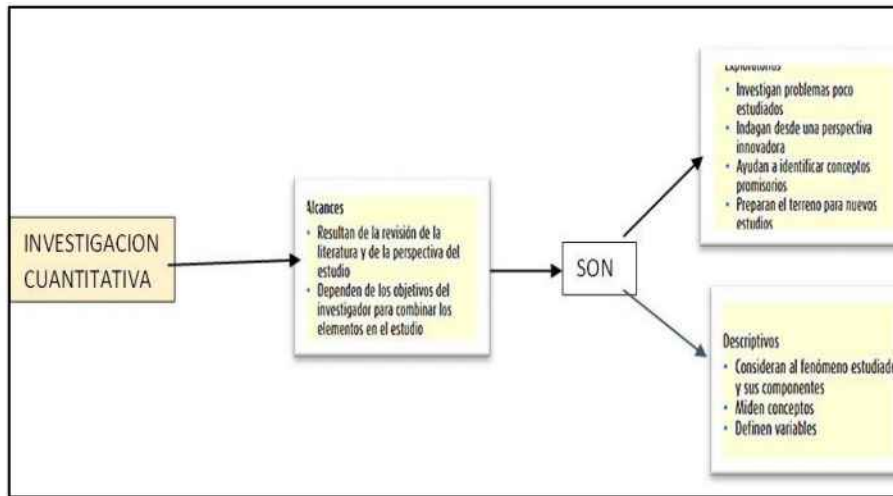 INVESTIGACION
CUANTITATIVA
Alcances
• Resultan de la revisión de la
literatura y de la perspectiva del
estudio
• Dependen de los objetivos del
investigador para combinar los
elementos en el estudio
SON
Exploratorios
• Investigan problemas poco
estudiados
• Indagan desde una perspectiva
innovadora
• Ayudan a identificar conceptos
promisorios
• Preparan el terreno para nuevos
estudios
Descriptivos
• Consideran al fenómeno estudiado
y sus componentes
• Miden conceptos
• Definen variables